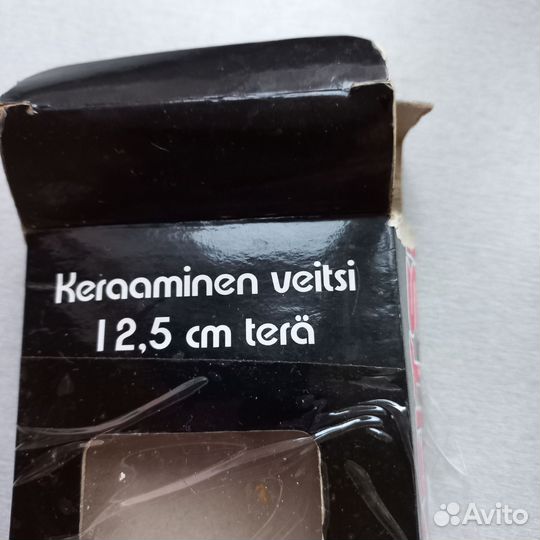 Keraaminen veitsi
12,5 cm terä
Avito